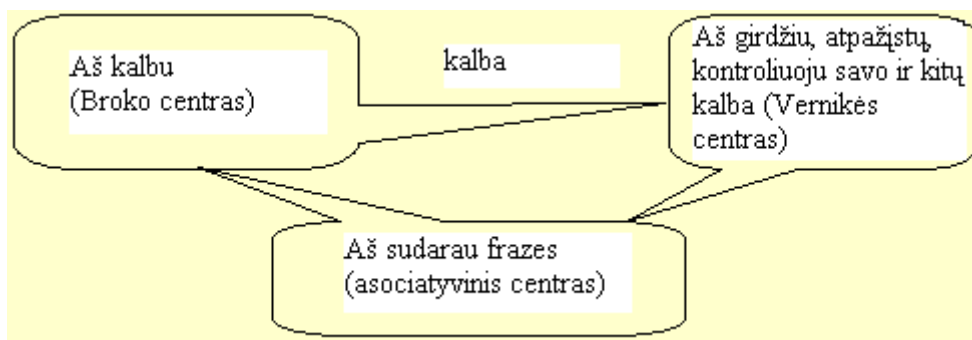 Aš kalbu
(Broko centras)
kalba
Aš girdžiu, atpažįstų,
kontroliuoju savo ir kitų
kalba (Vernikės
centras)
Aš sudarau frazes
(asociatyvinis centras)